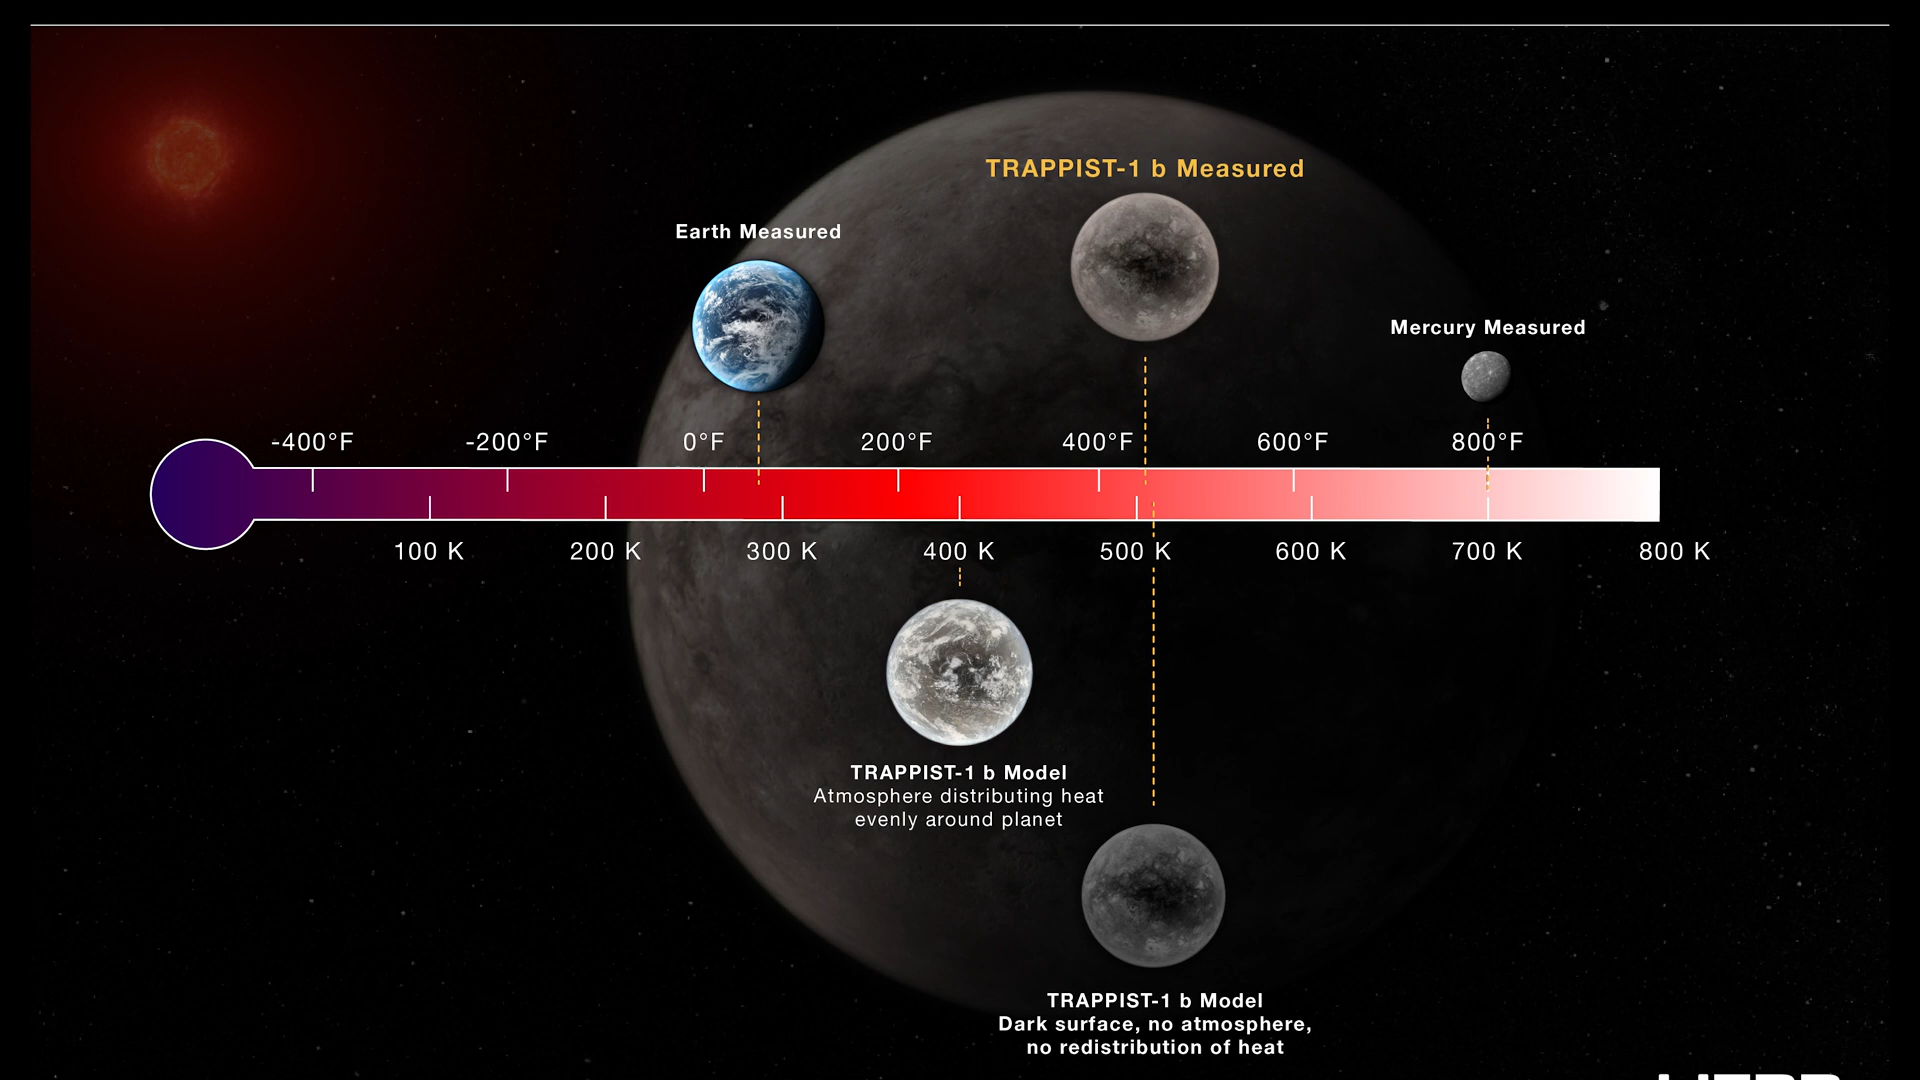 TRAPPIST-1 b Measured
Earth Measured
Mercury Measured
-400°F -200°F 0°F 200°F 400°F 600°F 800°F
100 K 200 K 300 K 400 K 500 K 600 K 700 K 800 K
TRAPPIST-1 b Model
Atmosphere distributing heat
evenly around planet
TRAPPIST-1 b Model
Dark surface, no atmosphere,
no redistribution of heat